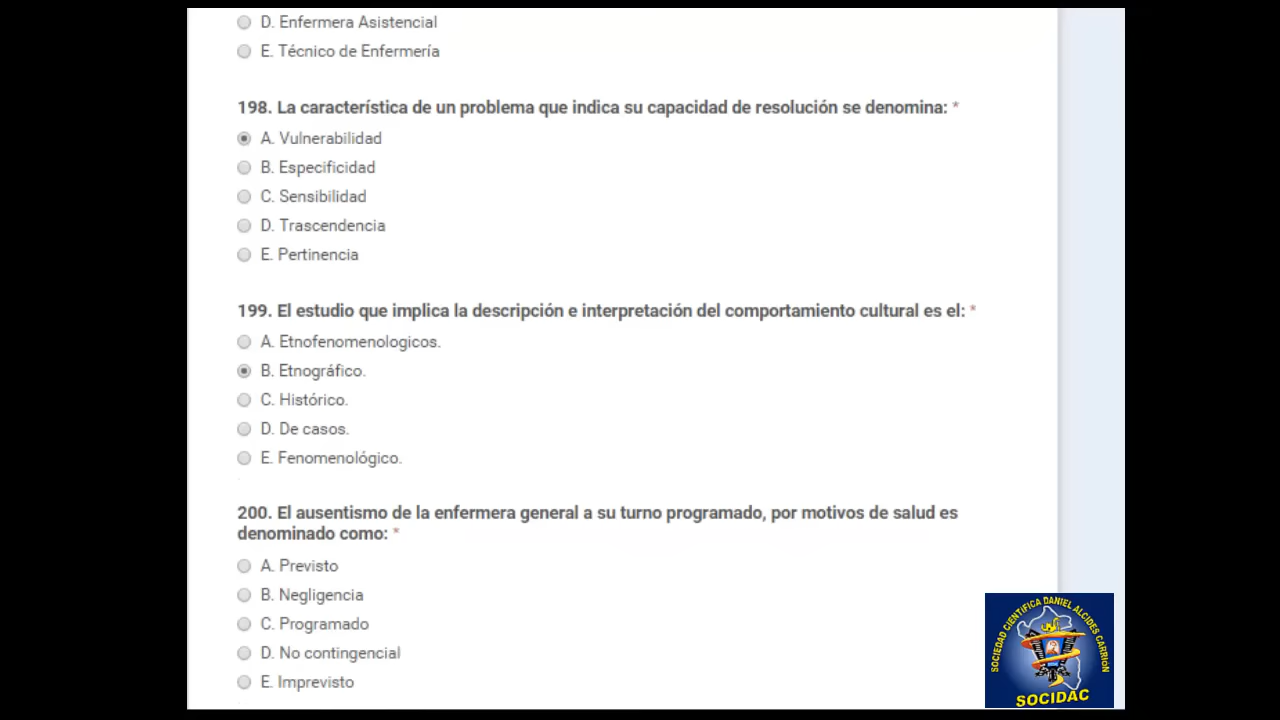 D. Enfermera Asistencial
E. Técnico de Enfermería
198. La característica de un problema que indica su capacidad de resolución se denomina: *
A. Vulnerabilidad
B. Especificidad
C. Sensibilidad
D. Trascendencia
E. Pertinencia
199. El estudio que implica la descripción e interpretación del comportamiento cultural es el: *
A. Etnofenomenologicos.
B. Etnográfico.
C. Histórico.
D. De casos.
E. Fenomenológico.
200. El ausentismo de la enfermera general a su turno programado, por motivos de salud es
denominado como: *
A. Previsto
B. Negligencia
C. Programado
D. No contingencial
E. Imprevisto
SOCIEDAD CIENTIFICA DANIEL ALCIDES CARRIÓN
SOCIDAC